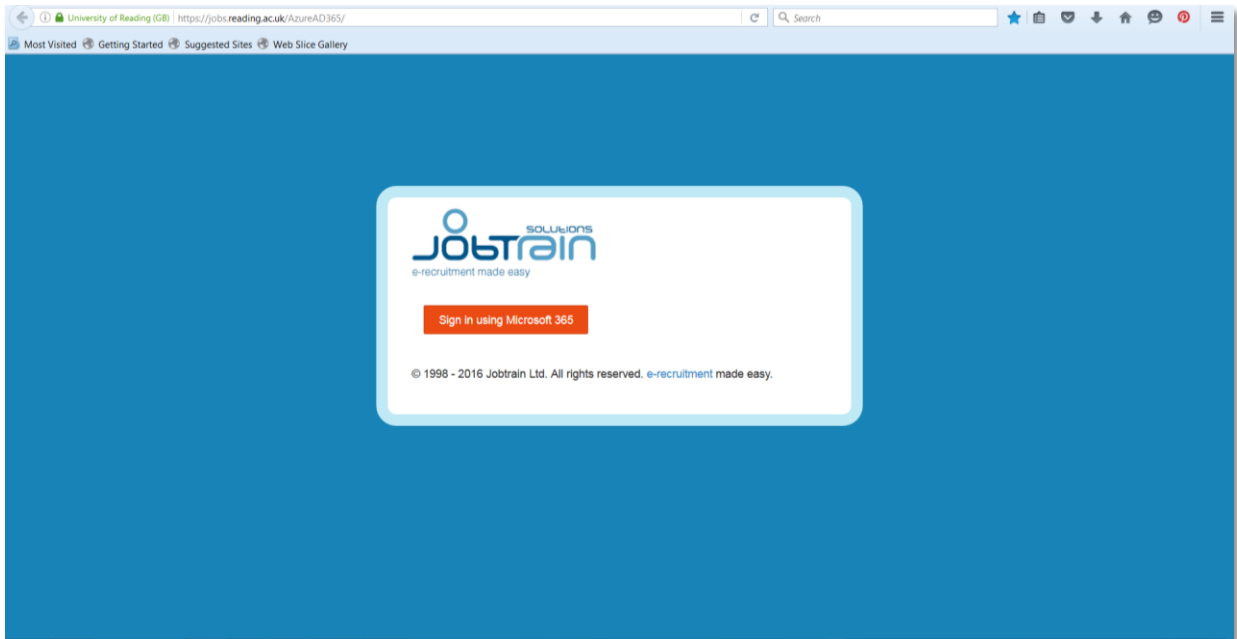 University of Reading (GB) https://jobs.reading.ac.uk/AzureAD365/ Search
Most Visited Getting Started Suggested Sites Web Slice Gallery
SOLUTIONS
JOBTRAIN
e-recruitment made easy
Sign in using Microsoft 365
© 1998 - 2016 Jobtrain Ltd. All rights reserved. e-recruitment made easy.